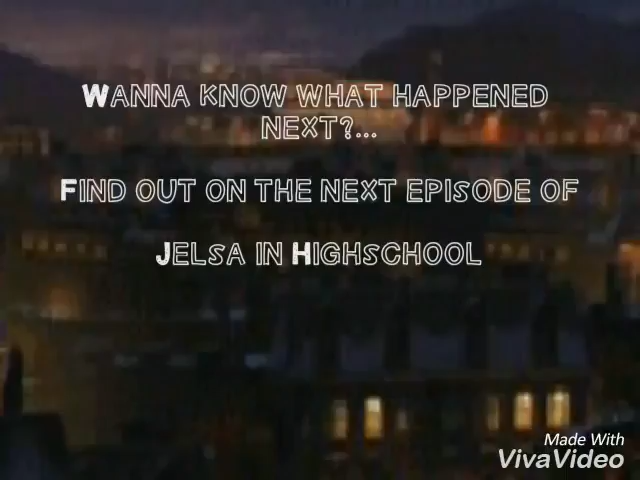 Wanna know what happened
next?...
Find out on the next episode of
Jelsa in Highschool
Made With
VivaVideo